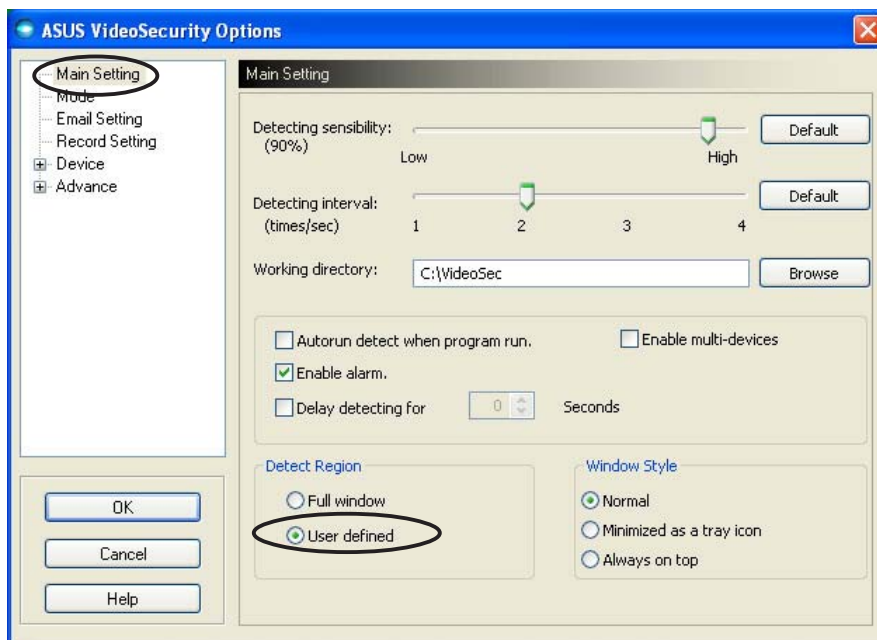 ASUS VideoSecurity Options
Main Setting
Mode
Email Setting
Record Setting
Device
Advance
OK
Cancel
Help
Main Setting
Detecting sensibility:
(90%)
Low
High
Default
Detecting interval:
(times/sec)
1 2 3 4
Default
Working directory:
C:\VideoSec
Browse
Autorun detect when program run.
Enable multi-devices
Enable alarm.
Delay detecting for 0 Seconds
Detect Region
Full window
User defined
Window Style
Normal
Minimized as a tray icon
Always on top